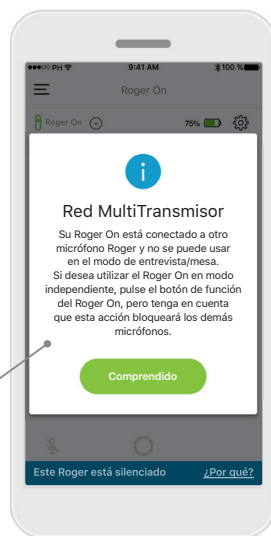 PH 9:41 AM 100 %
Roger On
Roger On 75%
i
Red MultiTransmisor
Su Roger On está conectado a otro
micrófono Roger y no se puede usar
en el modo de entrevista/mesa.
Si desea utilizar el Roger On en modo
independiente, pulse el botón de función
del Roger On, pero tenga en cuenta
que esta acción bloqueará los demás
micrófonos.
Comprendido
Este Roger está silenciado ¿Por qué?